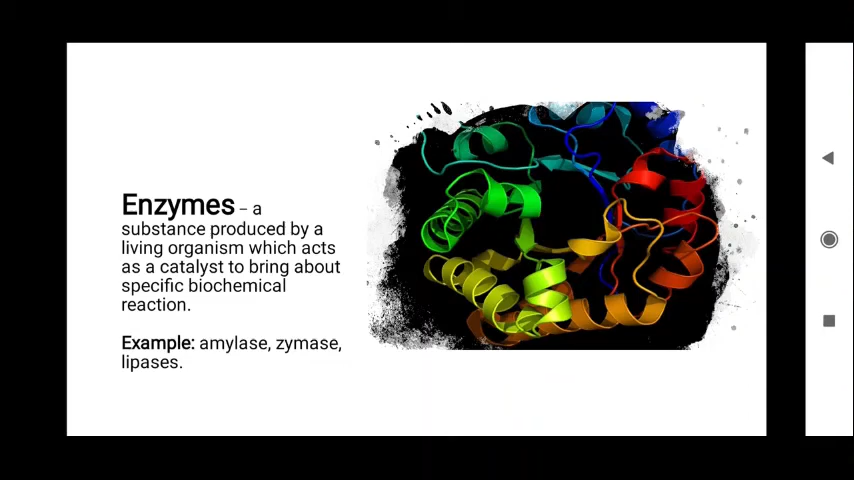 Enzymes – a
substance produced by a
living organism which acts
as a catalyst to bring about
specific biochemical
reaction.
Example: amylase, zymase,
lipases.